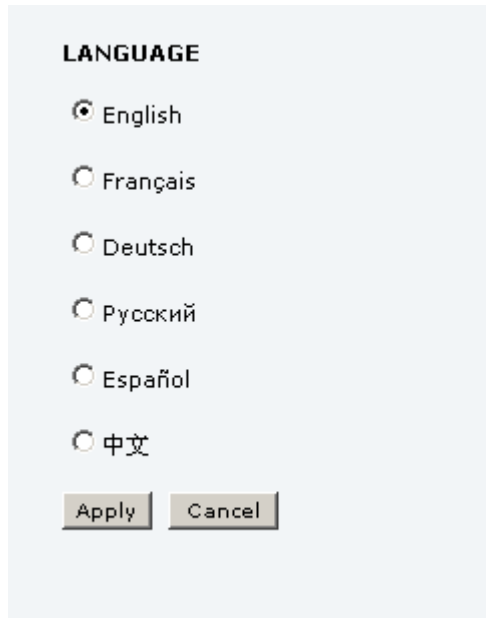 LANGUAGE
English
Français
Deutsch
Русский
Español
中文
Apply Cancel